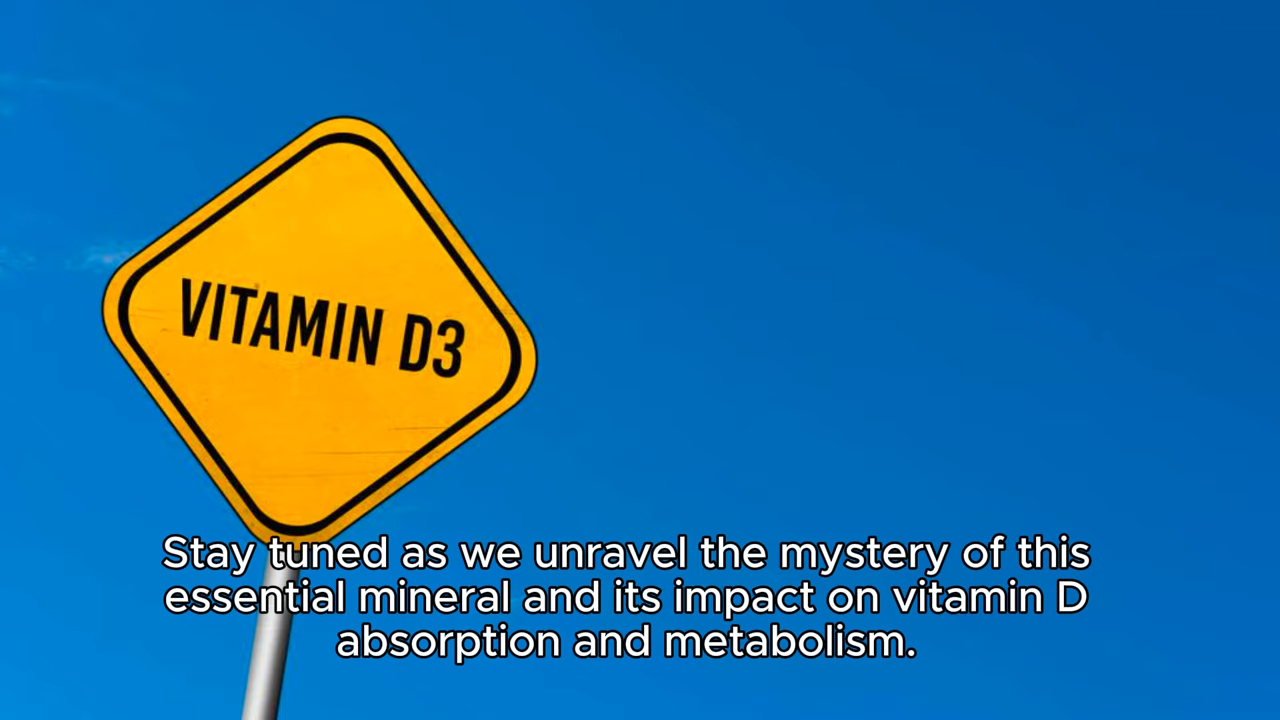 VITAMIN D3
Stay tuned as we unravel the mystery of this
essential mineral and its impact on vitamin D
absorption and metabolism.